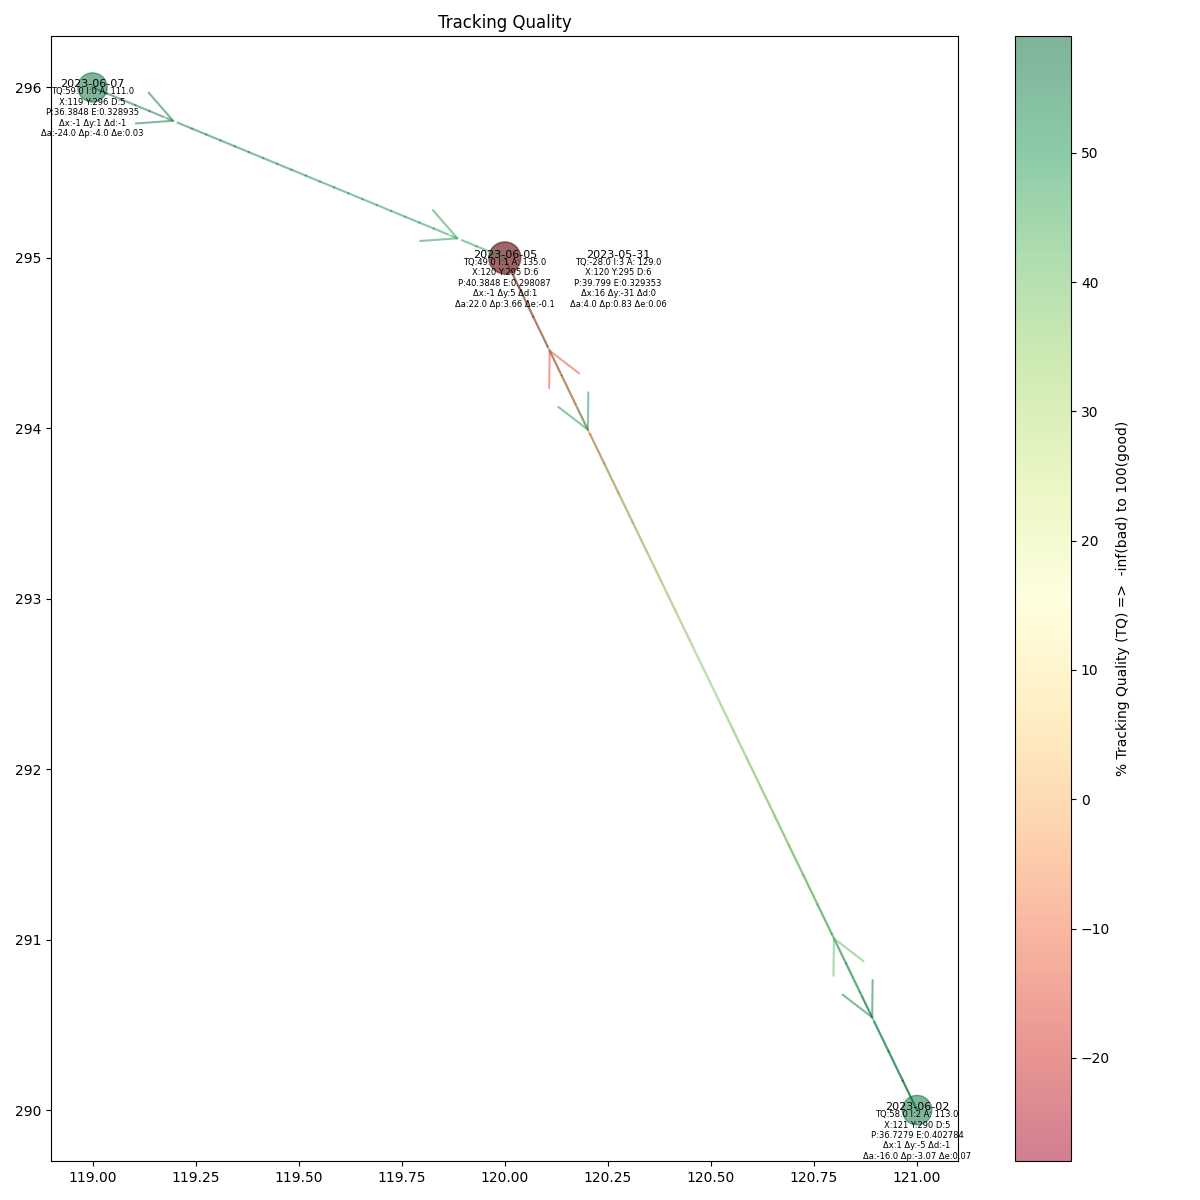 Tracking Quality
2023-06-07
TQ:59.0 I:0 A: 111.0
X:119 Y:296 D:5
P:36.3848 E:0.328935
Δx:-1 Δy:1 Δd:-1
Δa:-24.0 Δp:-4.0 Δe:0.03
2023-06-05
TQ:49.0 I:1 A: 135.0
X:120 Y:295 D:6
P:40.3848 E:0.298087
Δx:-1 Δy:5 Δd:1
Δa:22.0 Δp:3.66 Δe:-0.1
2023-05-31
TQ:-28.0 I:3 A: 129.0
X:120 Y:295 D:6
P:39.799 E:0.329353
Δx:16 Δy:-31 Δd:0
Δa:4.0 Δp:0.83 Δe:0.06
2023-06-02
TQ:58.0 I:2 A: 113.0
X:121 Y:290 D:5
P:36.7279 E:0.402784
Δx:1 Δy:-5 Δd:-1
Δa:-16.0 Δp:-3.07 Δe:0.07
296
295
294
293
292
291
290
119.00 119.25 119.50 119.75 120.00 120.25 120.50 120.75 121.00
50
40
30
20
10
0
−10
−20
% Tracking Quality (TQ) => -inf(bad) to 100(good)